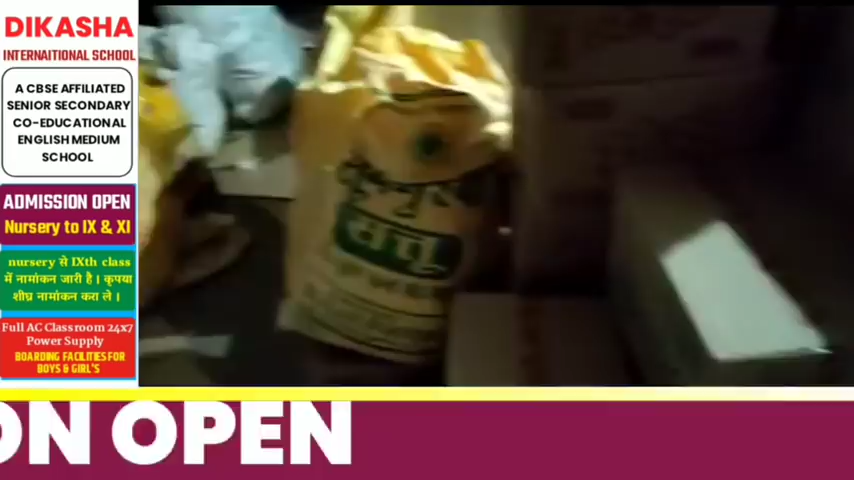 DIKASHA
INTERNAITIONAL SCHOOL
A CBSE AFFILIATED
SENIOR SECONDARY
CO-EDUCATIONAL
ENGLISH MEDIUM
SCHOOL
ADMISSION OPEN
Nursery to IX & XI
nursery से IXth class
में नामांकन जारी है। कृपया
शीघ्र नामांकन करा ले।
Full AC Classroom 24x7
Power Supply
BOARDING FACILITIES FOR
BOYS & GIRL'S
सत्तू
ON OPEN